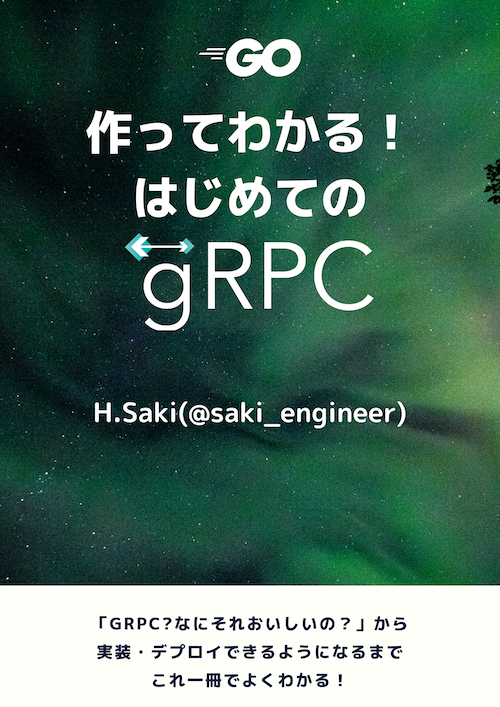 GO
作ってわかる！
はじめての
gRPC
H.Saki(@saki_engineer)
「GRPC?なにそれおいしいの？」から
実装・デプロイできるようになるまで
これ一冊でよくわかる！